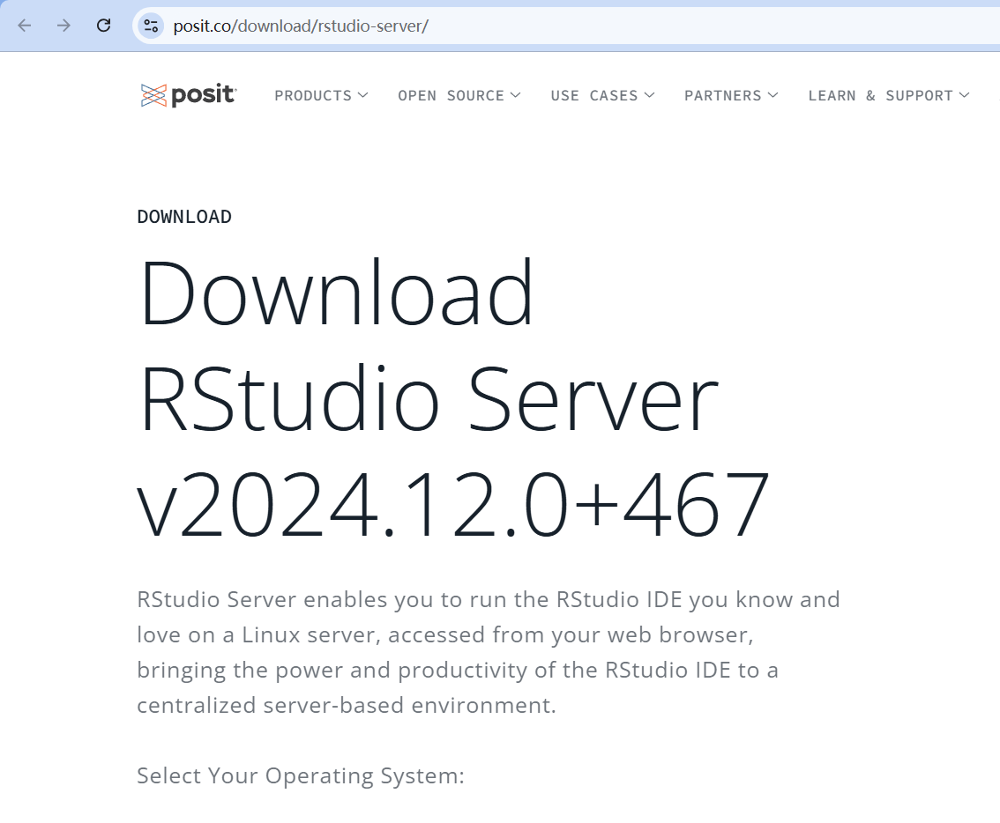 posit.co/download/rstudio-server/
posit PRODUCTS OPEN SOURCE USE CASES PARTNERS LEARN & SUPPORT
DOWNLOAD
Download
RStudio Server
v2024.12.0+467
RStudio Server enables you to run the RStudio IDE you know and
love on a Linux server, accessed from your web browser,
bringing the power and productivity of the RStudio IDE to a
centralized server-based environment.
Select Your Operating System: